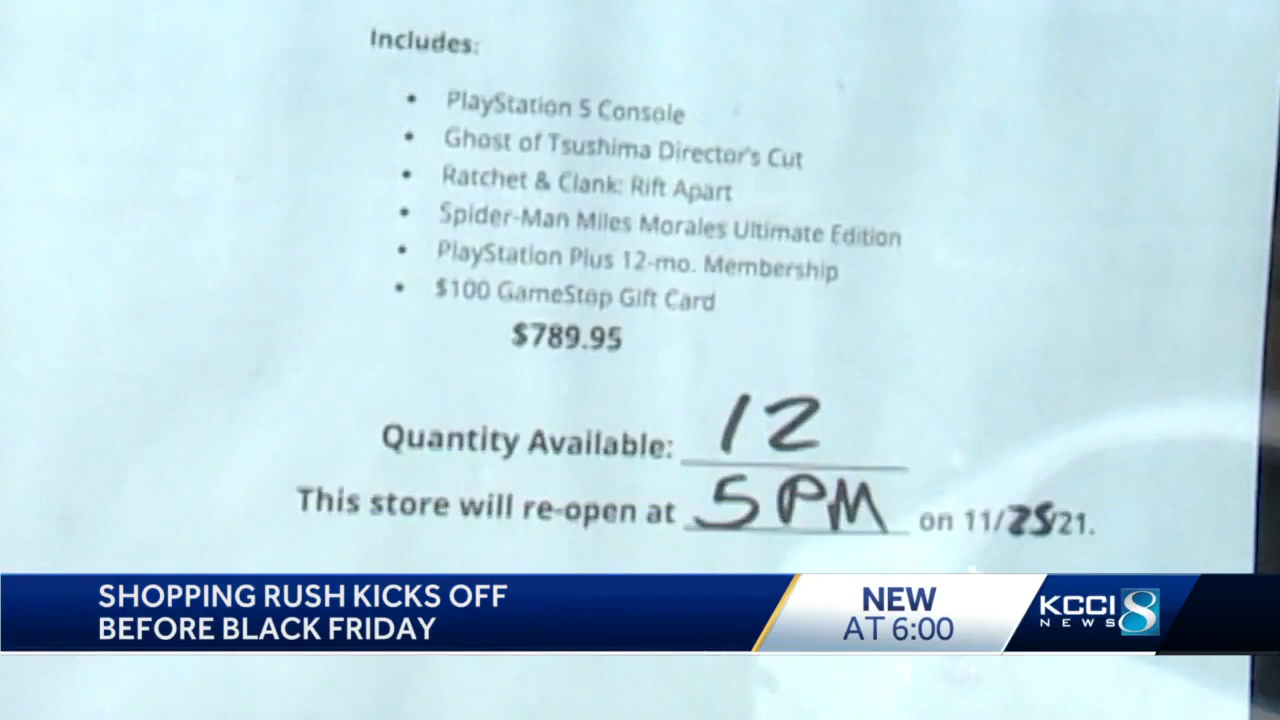 Includes:
• PlayStation 5 Console
• Ghost of Tsushima Director's Cut
• Ratchet & Clank: Rift Apart
• Spider-Man Miles Morales Ultimate Edition
• PlayStation Plus 12-mo. Membership
• $100 GameStop Gift Card
$789.95
Quantity Available: 12
This store will re-open at 5 PM on 11/25/21.
SHOPPING RUSH KICKS OFF
BEFORE BLACK FRIDAY
NEW
AT 6:00
KCCI 8
NEWS